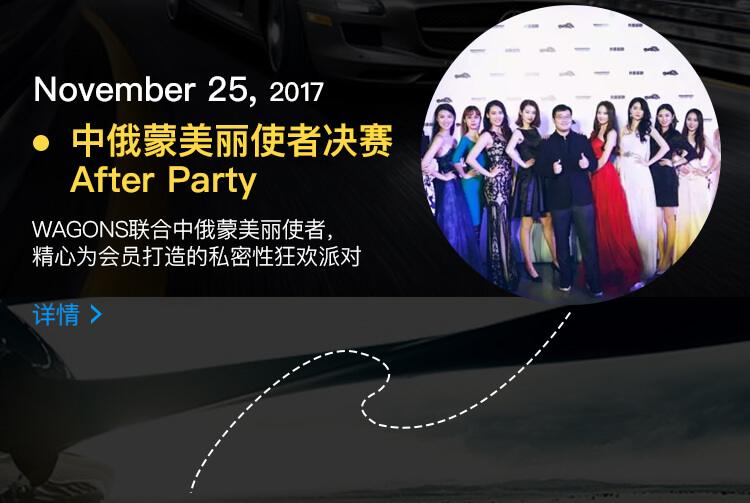 November 25, 2017
中俄蒙美丽使者决赛
After Party
WAGONS联合中俄蒙美丽使者，
精心为会员打造的私密性狂欢派对
详情 >